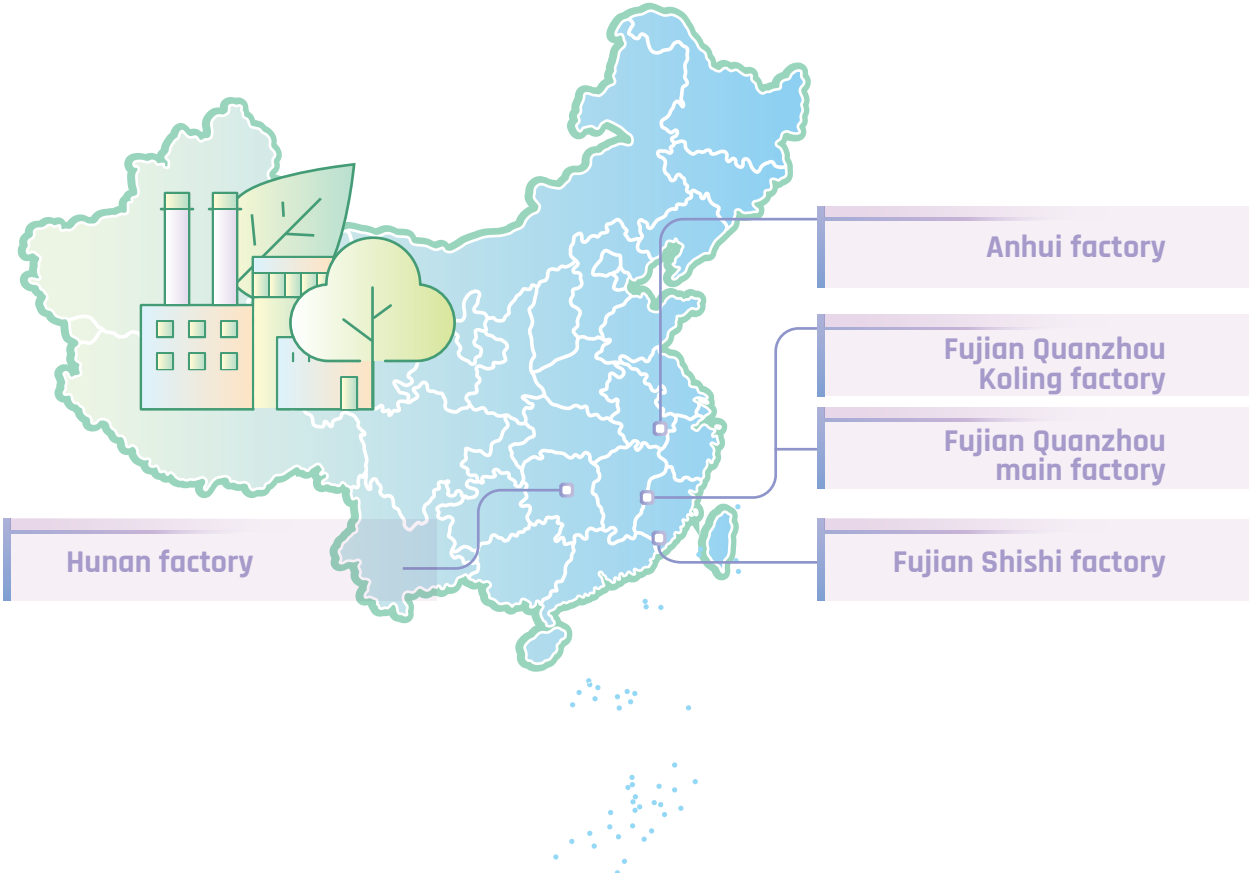 Anhui factory
Fujian Quanzhou
Koling factory
Fujian Quanzhou
main factory
Hunan factory
Fujian Shishi factory